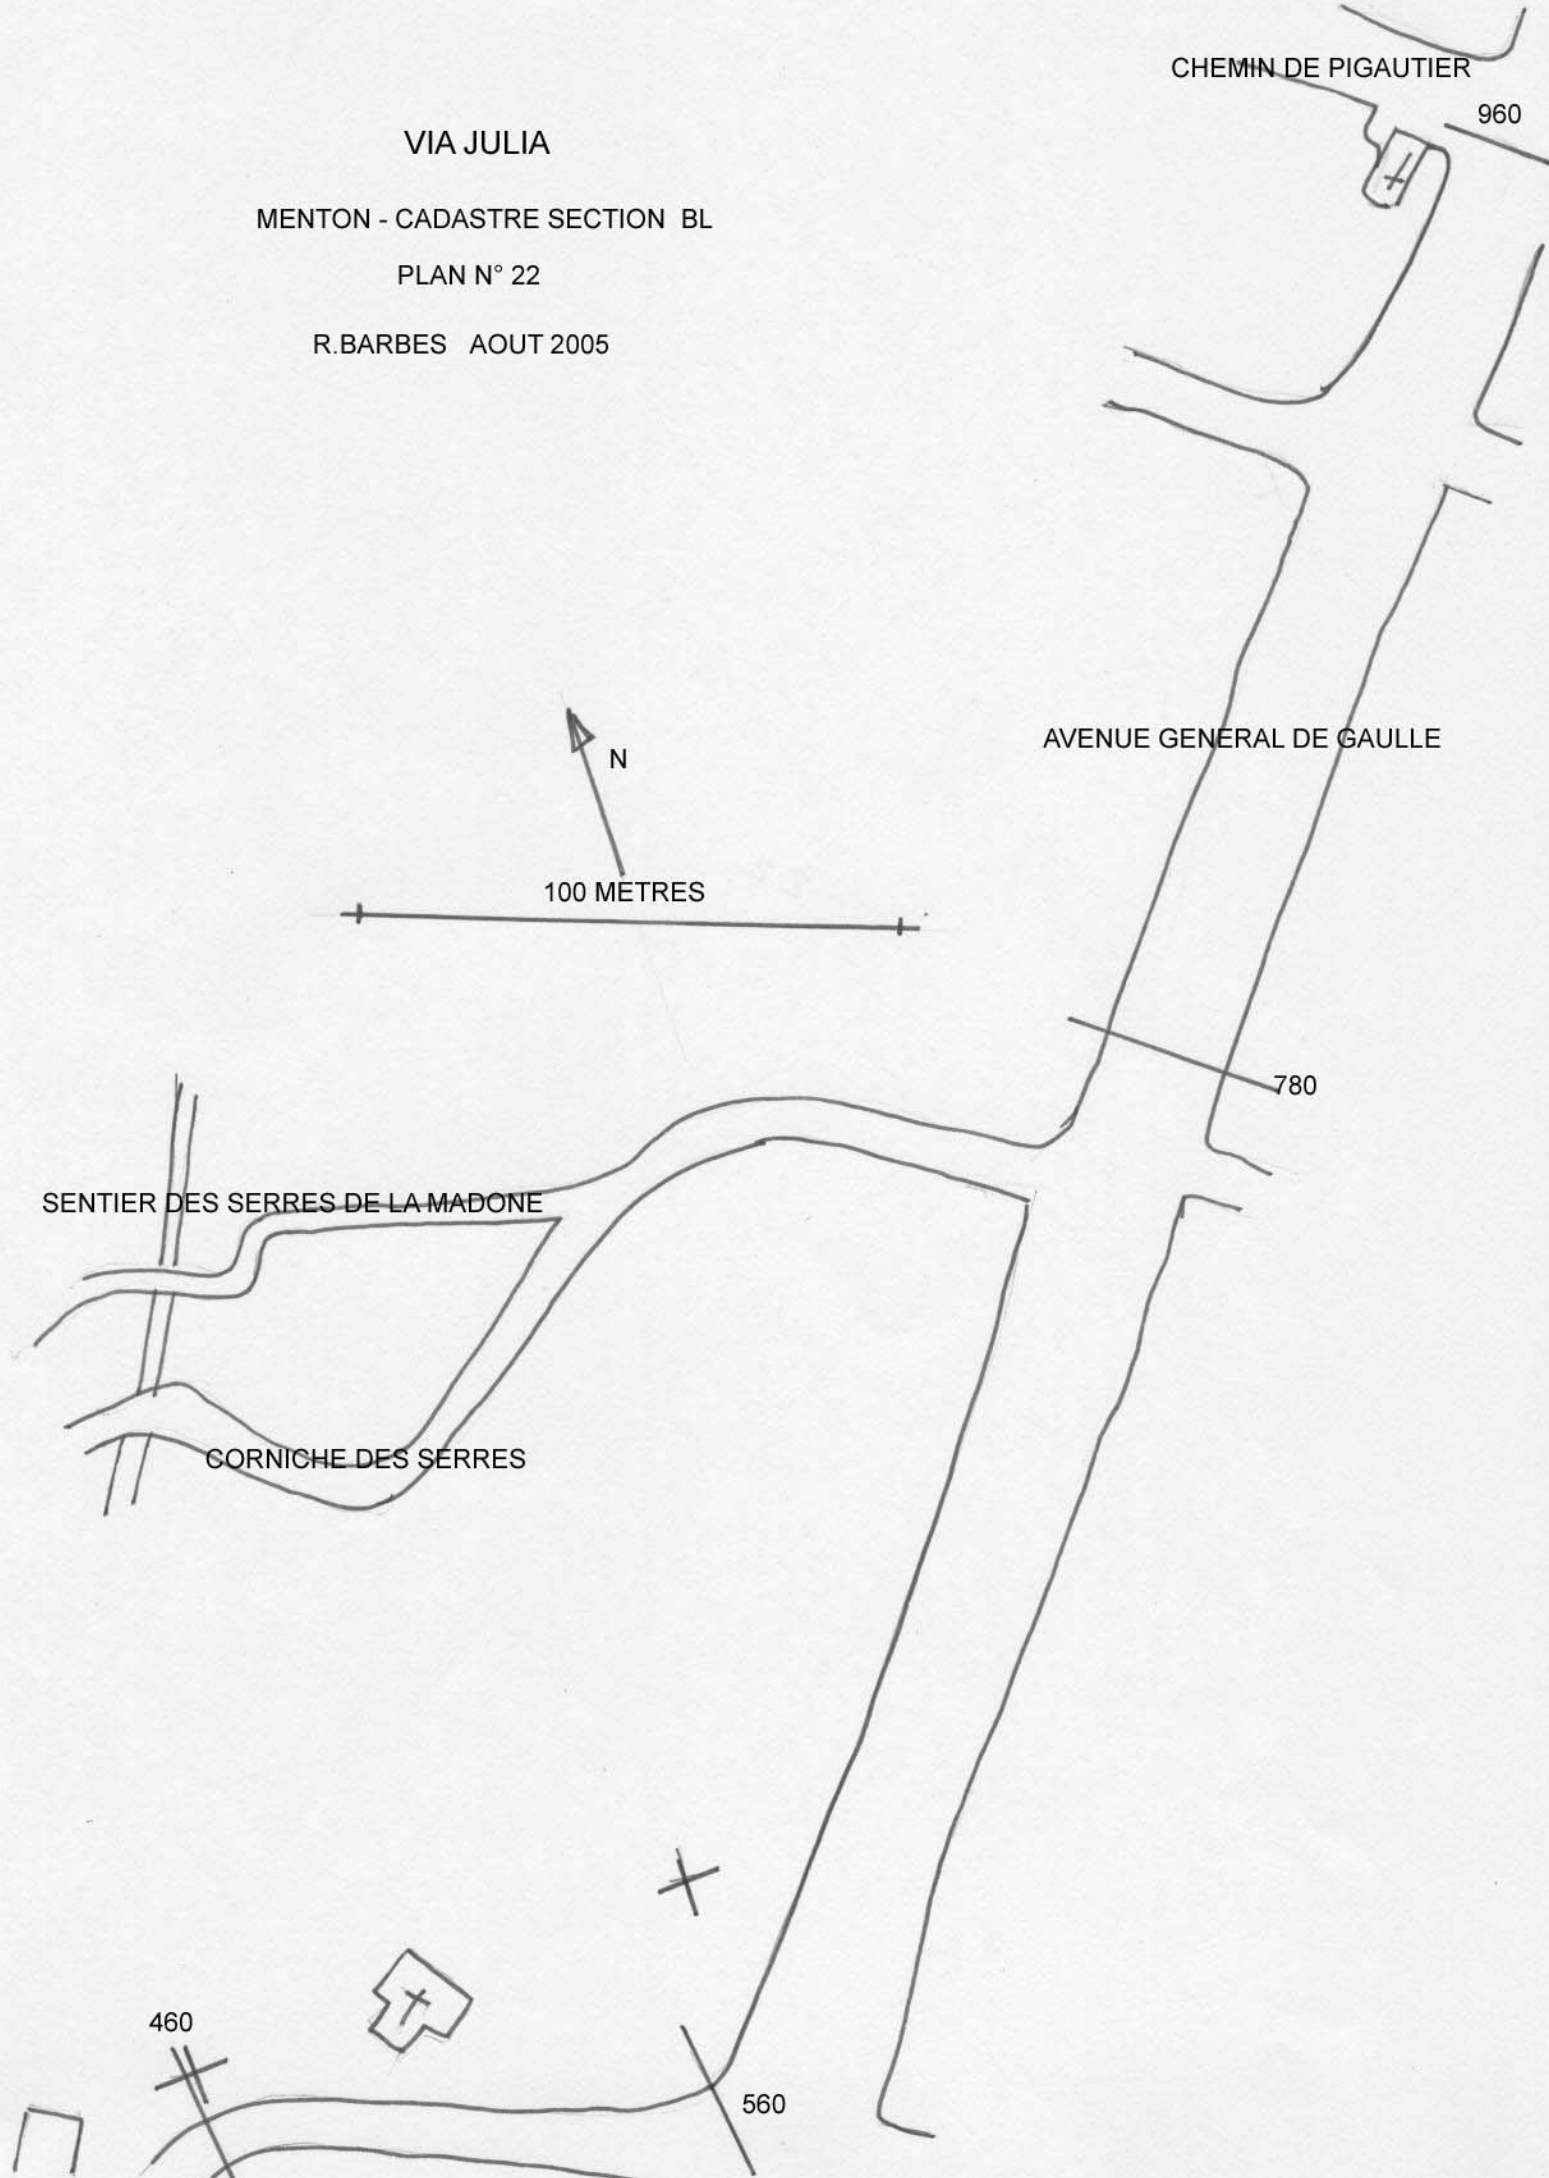 CHEMIN DE PIGAUTIER
960
VIA JULIA
MENTON - CADASTRE SECTION BL
PLAN N° 22
R.BARBES AOUT 2005
AVENUE GENERAL DE GAULLE
N
100 METRES
780
SENTIER DES SERRES DE LA MADONE
CORNICHE DES SERRES
460
560